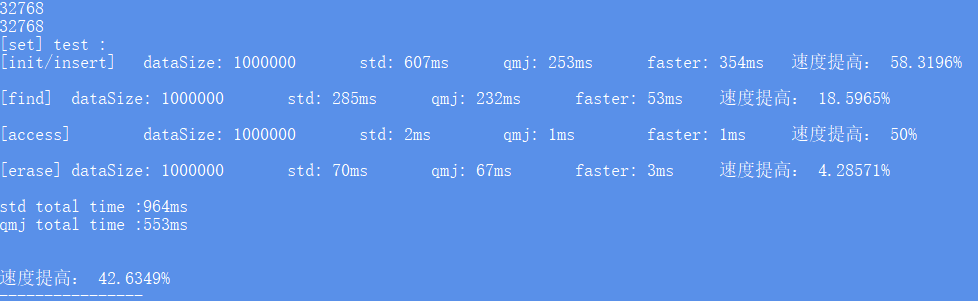 32768
32768
[set] test :
[init/insert] dataSize: 1000000 std: 607ms qmj: 253ms faster: 354ms 速度提高： 58.3196%
[find] dataSize: 1000000 std: 285ms qmj: 232ms faster: 53ms 速度提高： 18.5965%
[access] dataSize: 1000000 std: 2ms qmj: 1ms faster: 1ms 速度提高： 50%
[erase] dataSize: 1000000 std: 70ms qmj: 67ms faster: 3ms 速度提高： 4.28571%
std total time :964ms
qmj total time :553ms
速度提高： 42.6349%
----------------